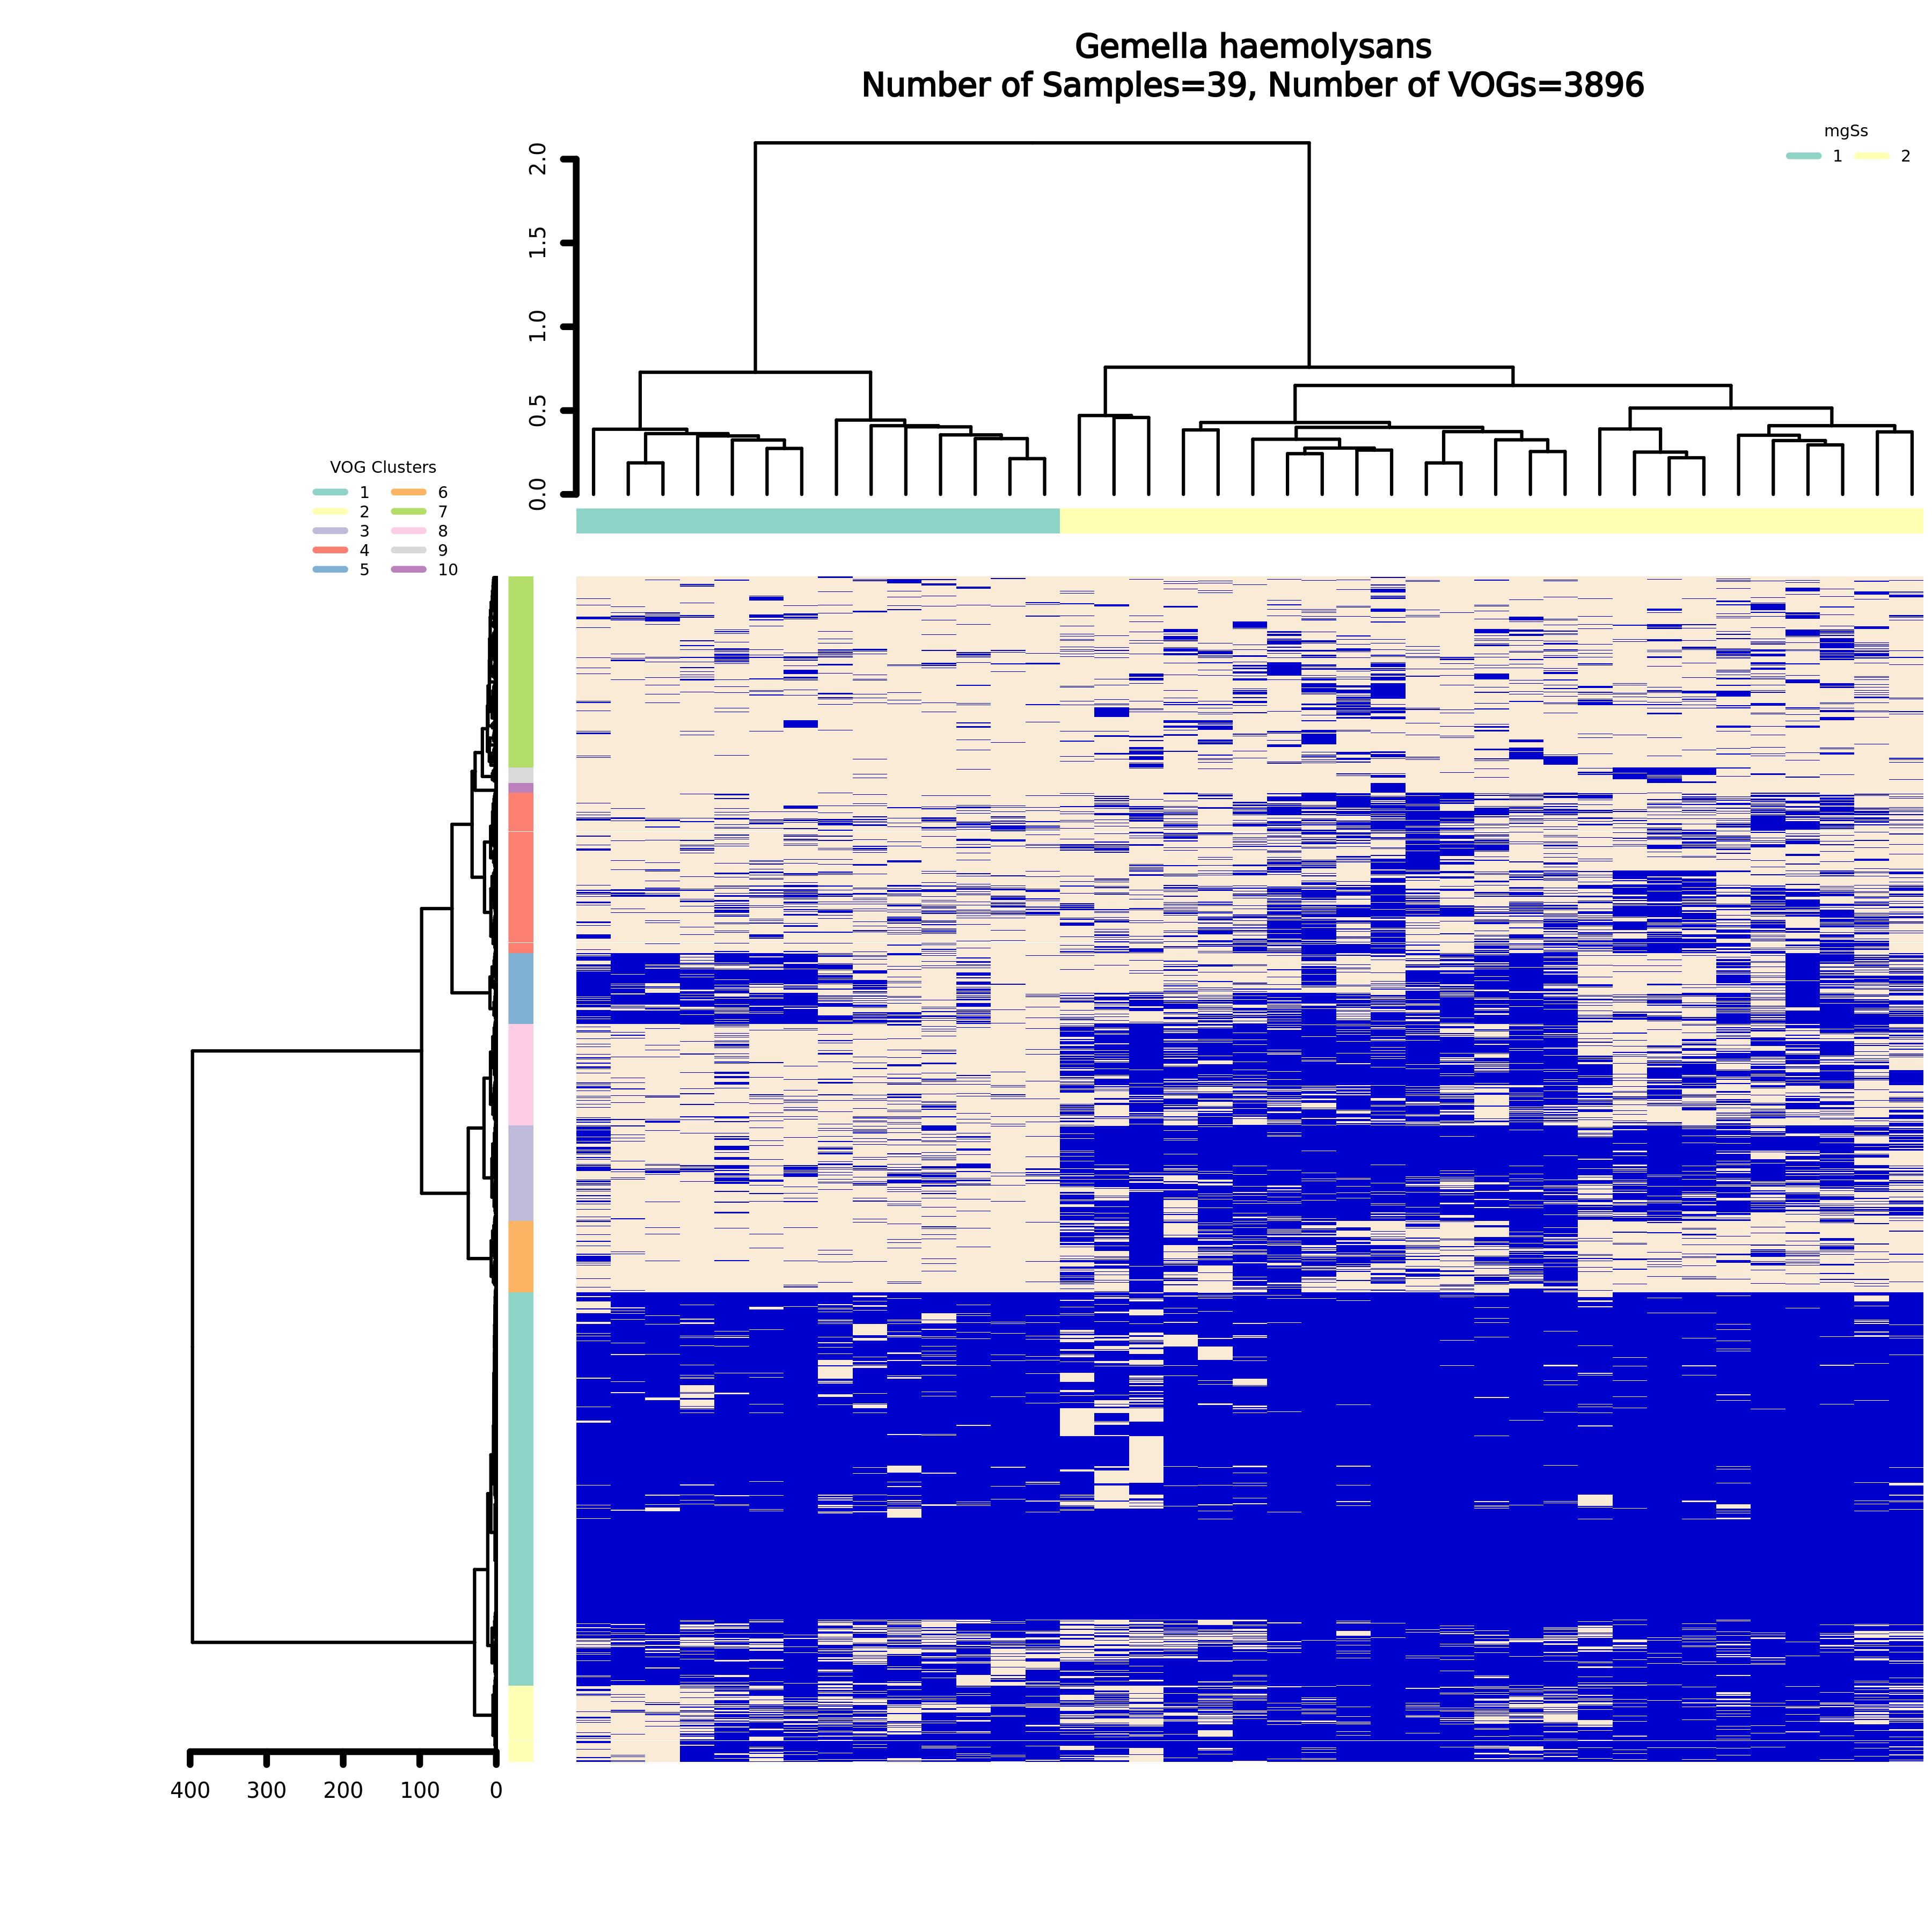 Gemella haemolysans
Number of Samples=39, Number of VOGs=3896
mgSs
1 2
2.0
1.5
1.0
0.5
0.0
VOG Clusters
1 6
2 7
3 8
4 9
5 10
400 300 200 100 0